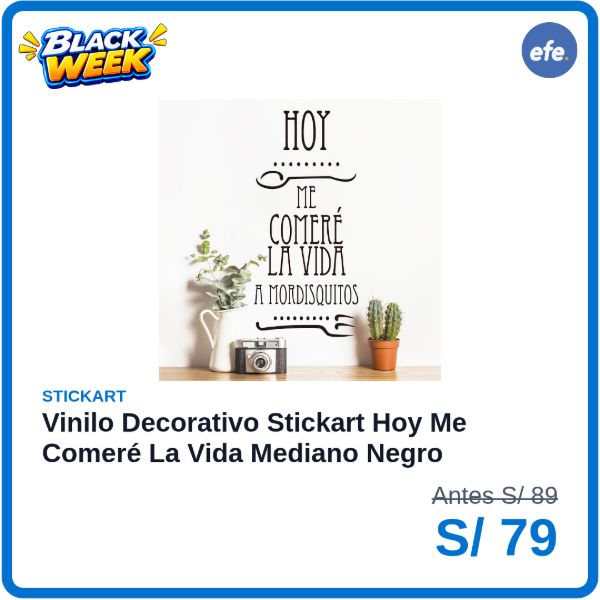 BLACK
WEEK
efe.
HOY
ME
COMERÉ
LA VIDA
A MORDISQUITOS
STICKART
Vinilo Decorativo Stickart Hoy Me
Comeré La Vida Mediano Negro
Antes S/ 89
S/ 79